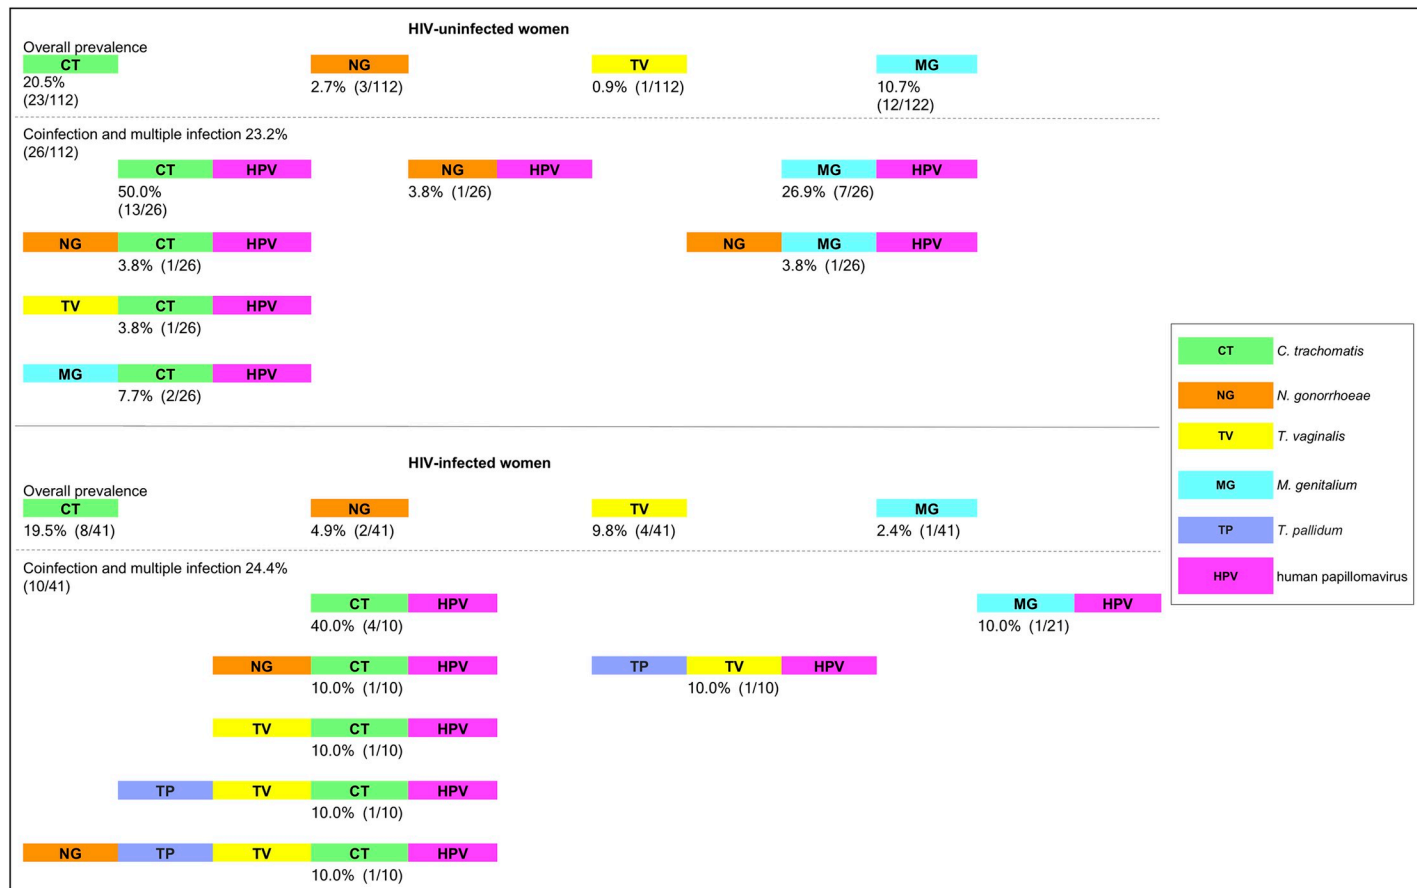 HIV-uninfected women
Overall prevalence
CT NG TV MG
20.5% 2.7% (3/112) 0.9% (1/112) 10.7%
(23/112) (12/122)
Coinfection and multiple infection 23.2%
(26/112)
CT HPV NG HPV MG HPV
50.0% 3.8% (1/26) 26.9% (7/26)
(13/26)
NG CT HPV NG MG HPV
3.8% (1/26) 3.8% (1/26)
TV CT HPV
3.8% (1/26)
MG CT HPV
7.7% (2/26)
HIV-infected women
Overall prevalence
CT NG TV MG
19.5% (8/41) 4.9% (2/41) 9.8% (4/41) 2.4% (1/41)
Coinfection and multiple infection 24.4%
(10/41)
CT HPV MG HPV
40.0% (4/10) 10.0% (1/21)
NG CT HPV TP TV HPV
10.0% (1/10) 10.0% (1/10)
TV CT HPV
10.0% (1/10)
TP TV CT HPV
10.0% (1/10)
NG TP TV CT HPV
10.0% (1/10)
CT C. trachomatis
NG N. gonorrhoeae
TV T. vaginalis
MG M. genitalium
TP T. pallidum
HPV human papillomavirus